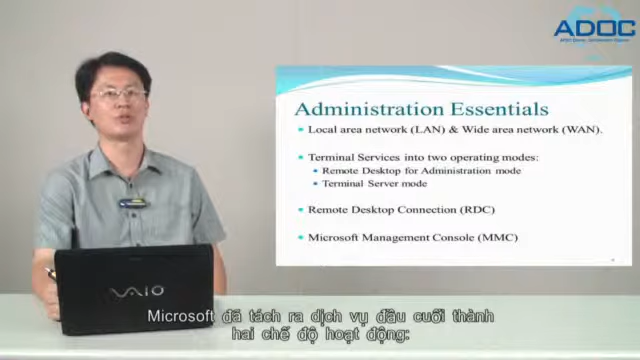 ADOC
Administration Essentials
Local area network (LAN) & Wide area network (WAN).
Terminal Services into two operating modes:
Remote Desktop for Administration mode
Terminal Server mode
Remote Desktop Connection (RDC)
Microsoft Management Console (MMC)
VAIO
Microsoft đã tách ra dịch vụ đầu cuối thành
hai chế độ hoạt động: